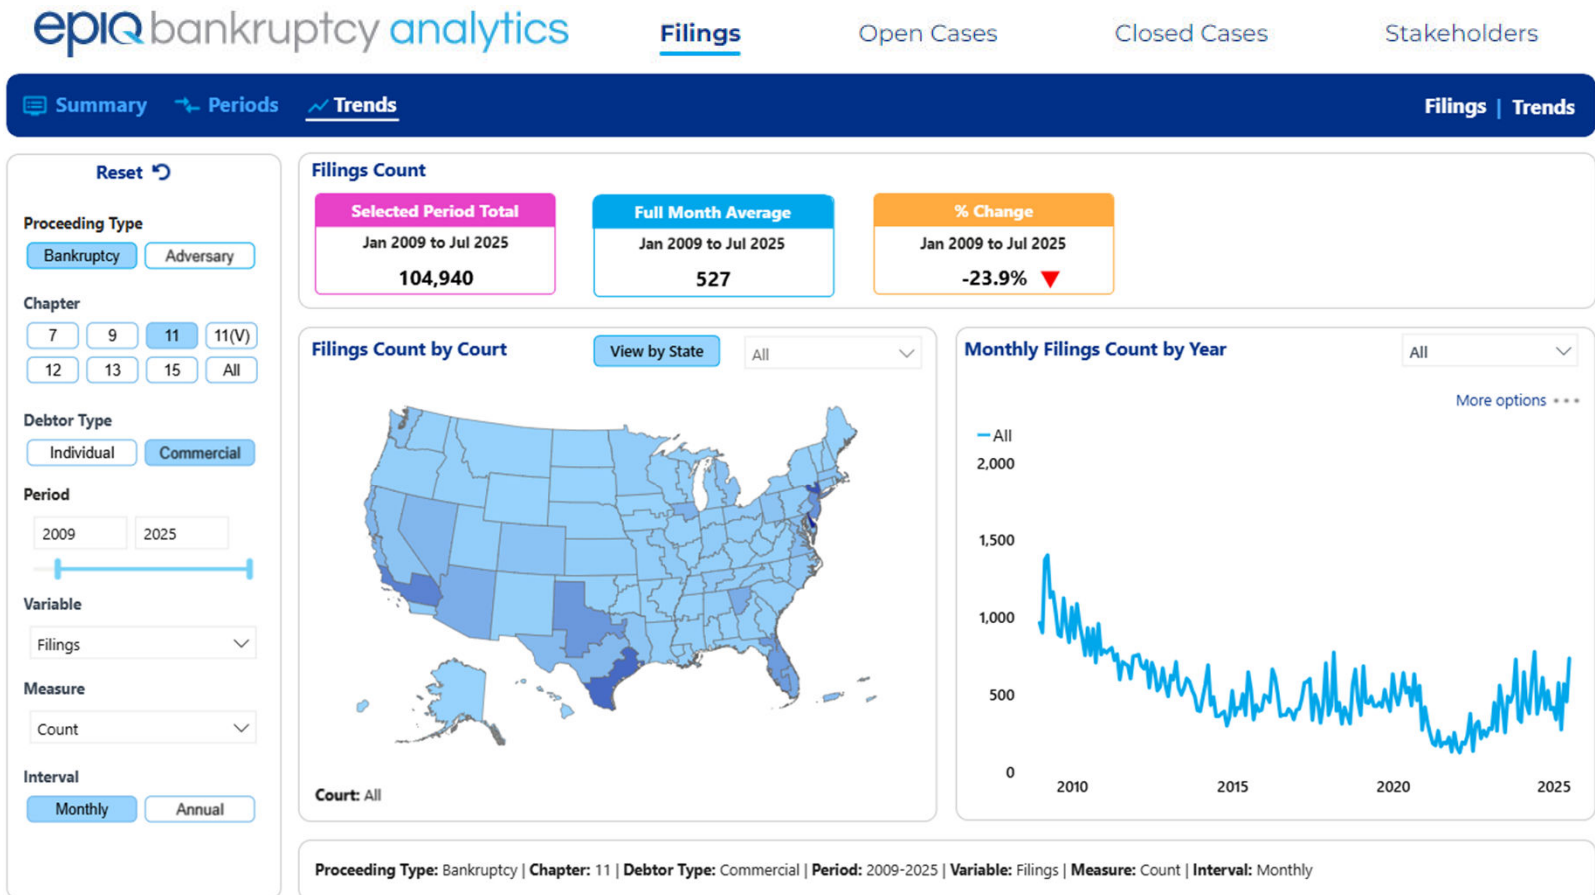 epiq bankruptcy analytics
Filings
Open Cases
Closed Cases
Stakeholders
Summary
Periods
Trends
Filings | Trends
Reset
Proceeding Type
Bankruptcy
Adversary
Chapter
7
9
11
11(V)
12
13
15
All
Debtor Type
Individual
Commercial
Period
2009
2025
Variable
Filings
Measure
Count
Interval
Monthly
Annual
Filings Count
Selected Period Total
Jan 2009 to Jul 2025
104,940
Full Month Average
Jan 2009 to Jul 2025
527
% Change
Jan 2009 to Jul 2025
-23.9%
Filings Count by Court
View by State
All
Court: All
Monthly Filings Count by Year
All
More options
All
2,000
1,500
1,000
500
0
2010
2015
2020
2025
Proceeding Type: Bankruptcy | Chapter: 11 | Debtor Type: Commercial | Period: 2009-2025 | Variable: Filings | Measure: Count | Interval: Monthly